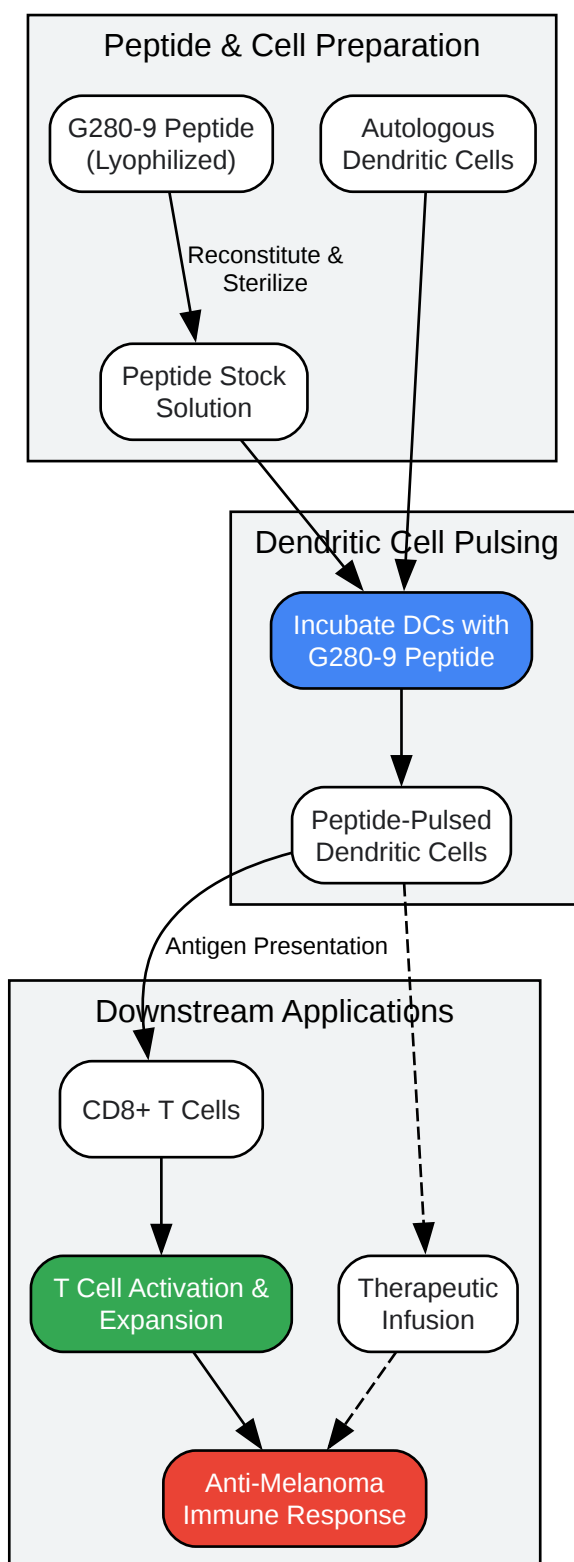 Peptide & Cell Preparation
G280-9 Peptide
(Lyophilized)
Autologous
Dendritic Cells
Reconstitute &
Sterilize
Peptide Stock
Solution
Dendritic Cell Pulsing
Incubate DCs with
G280-9 Peptide
Peptide-Pulsed
Dendritic Cells
Antigen Presentation
Downstream Applications
CD8+ T Cells
T Cell Activation &
Expansion
Therapeutic
Infusion
Anti-Melanoma
Immune Response